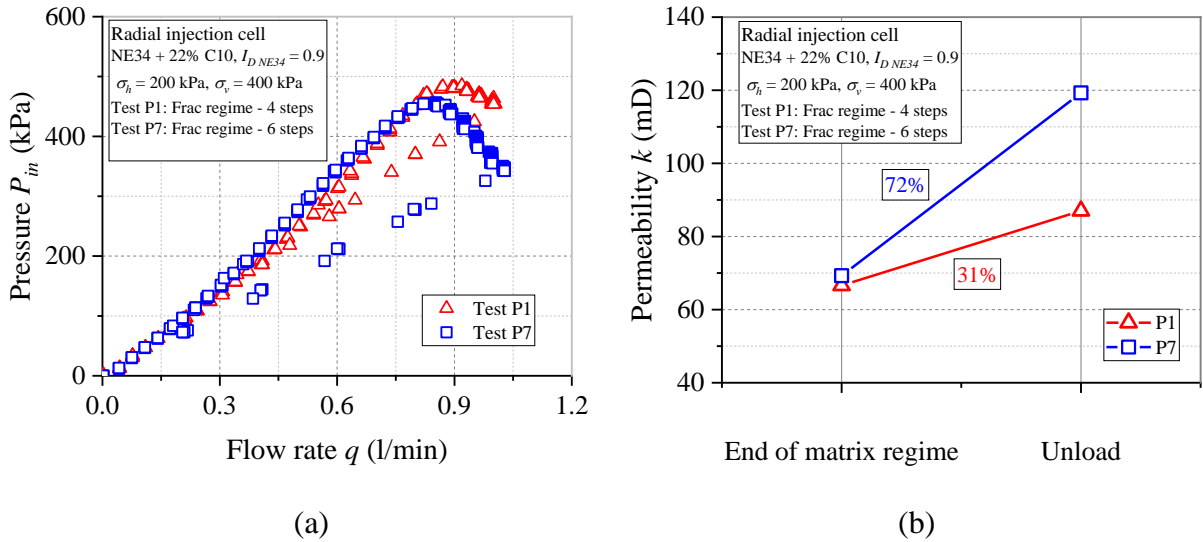 600
400
200
0
0.0
0.3
0.6
0.9
1.2
Pressure P_in (kPa)
Flow rate q (l/min)
Radial injection cell
NE34 + 22% C10, I_D NE34 = 0.9
σ_h = 200 kPa, σ_v = 400 kPa
Test P1: Frac regime - 4 steps
Test P7: Frac regime - 6 steps
Test P1
Test P7
(a)
140
120
100
80
60
40
Permeability k (mD)
Radial injection cell
NE34 + 22% C10, I_D NE34 = 0.9
σ_h = 200 kPa, σ_v = 400 kPa
Test P1: Frac regime - 4 steps
Test P7: Frac regime - 6 steps
72%
31%
P1
P7
End of matrix regime
Unload
(b)